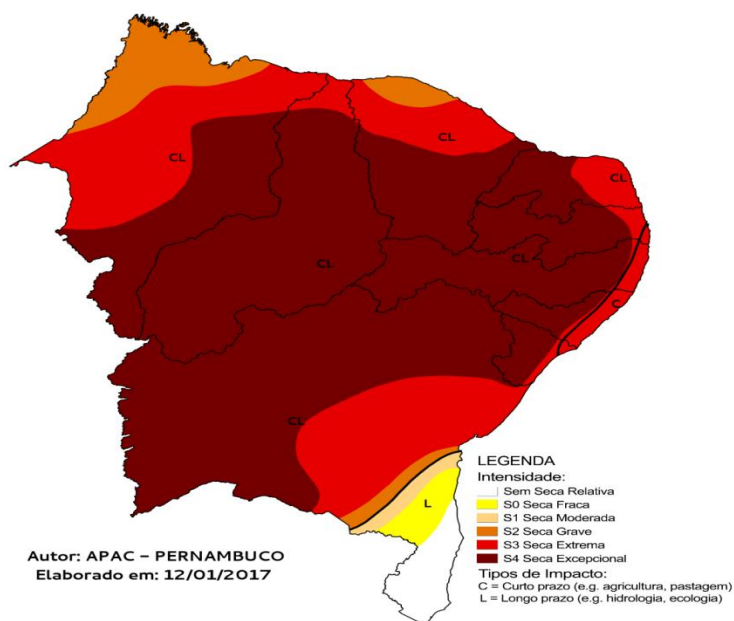 CL
CL
CL
CL
CL
C
CL
L
LEGENDA
Intensidade:
Sem Seca Relativa
S0 Seca Fraca
S1 Seca Moderada
S2 Seca Grave
S3 Seca Extrema
S4 Seca Excepcional
Tipos de Impacto:
C = Curto prazo (e.g. agricultura, pastagem)
L = Longo prazo (e.g. hidrologia, ecologia)
Autor: APAC – PERNAMBUCO
Elaborado em: 12/01/2017